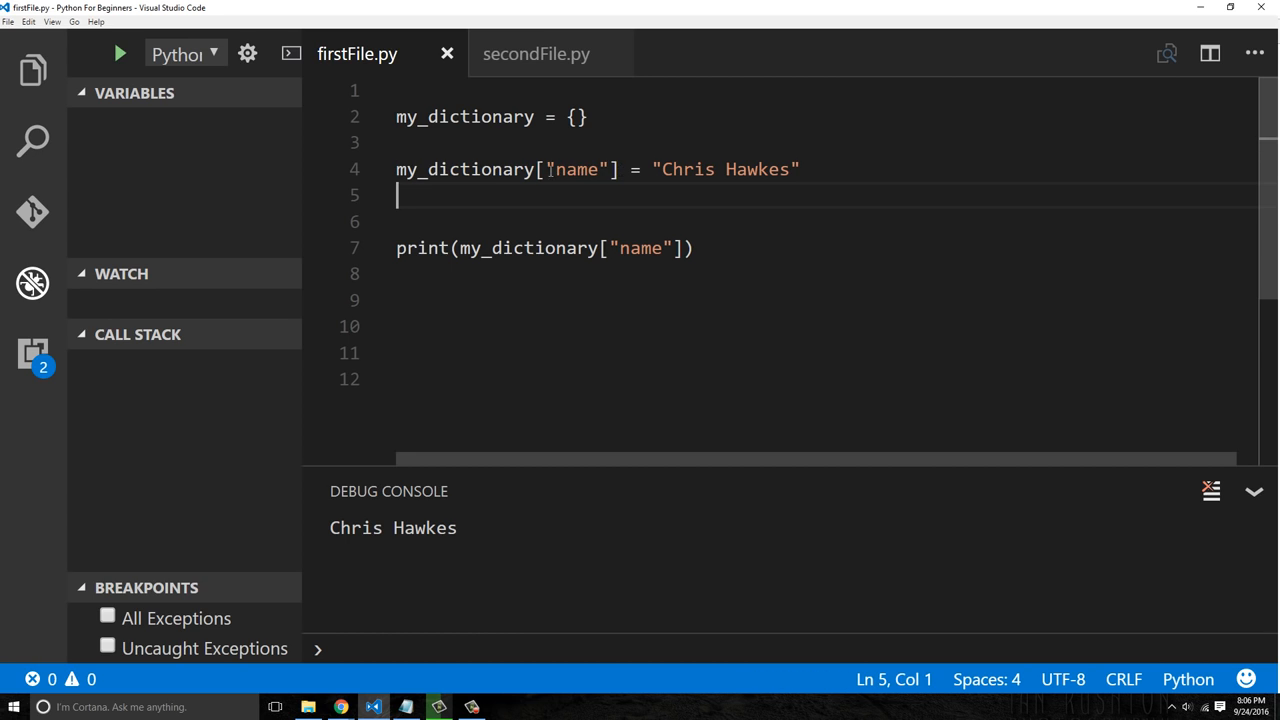 firstFile.py - Python For Beginners - Visual Studio Code
File Edit View Go Help
Python
firstFile.py
secondFile.py
VARIABLES
WATCH
CALL STACK
2
BREAKPOINTS
All Exceptions
Uncaught Exceptions
1
2 my_dictionary = {}
3
4 my_dictionary["name"] = "Chris Hawkes"
5
6
7 print(my_dictionary["name"])
8
9
10
11
12
DEBUG CONSOLE
Chris Hawkes
0 0
Ln 5, Col 1 Spaces: 4 UTF-8 CRLF Python
I'm Cortana. Ask me anything.
8:06 PM
9/24/2016